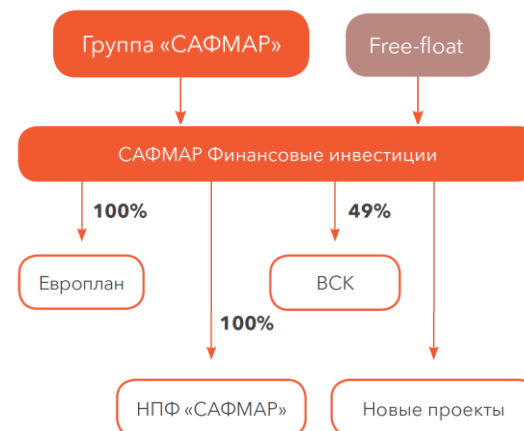 Группа «САФМАР»
Free-float
САФМАР Финансовые инвестиции
100%
49%
Европлан
ВСК
100%
НПФ «САФМАР»
Новые проекты